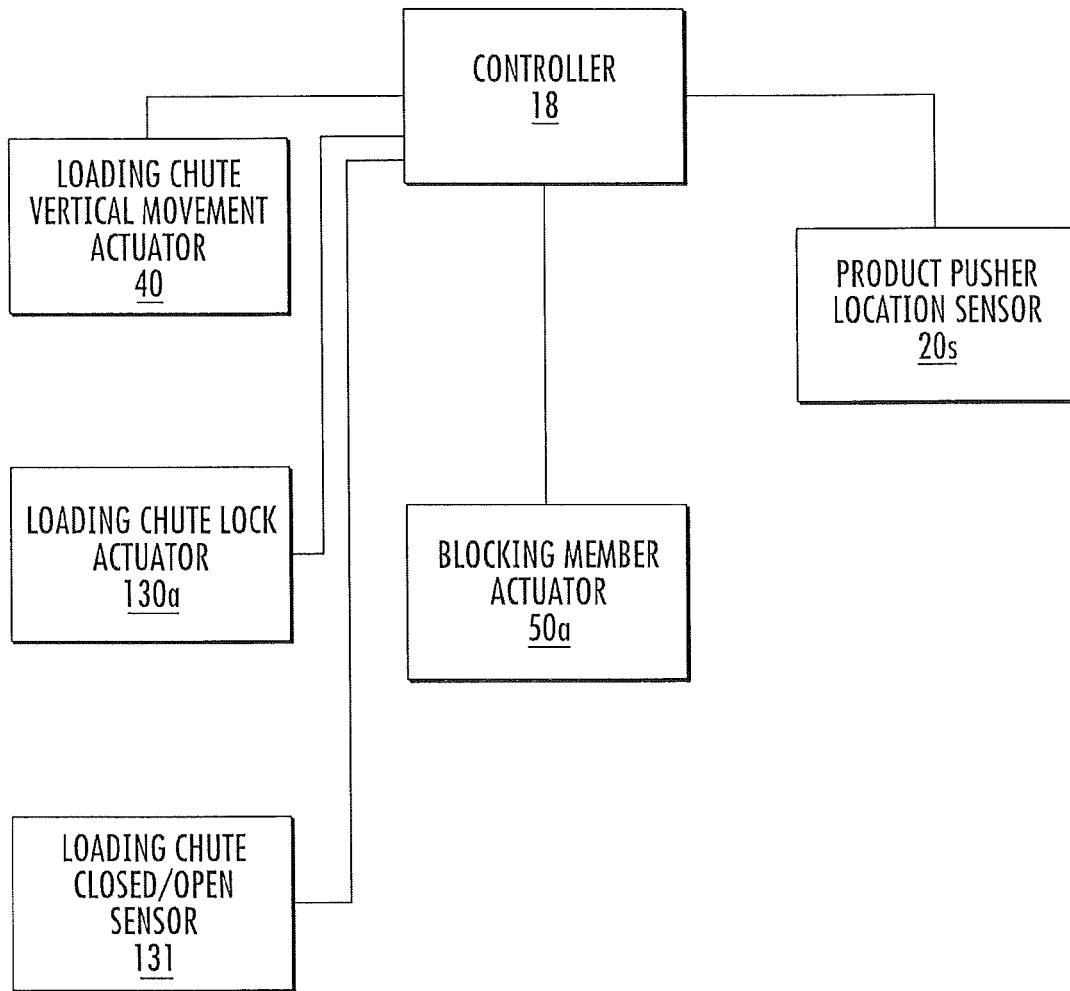 CONTROLLER
18
LOADING CHUTE
VERTICAL MOVEMENT
ACTUATOR
40
PRODUCT PUSHER
LOCATION SENSOR
20s
LOADING CHUTE LOCK
ACTUATOR
130a
BLOCKING MEMBER
ACTUATOR
50a
LOADING CHUTE
CLOSED/OPEN
SENSOR
131